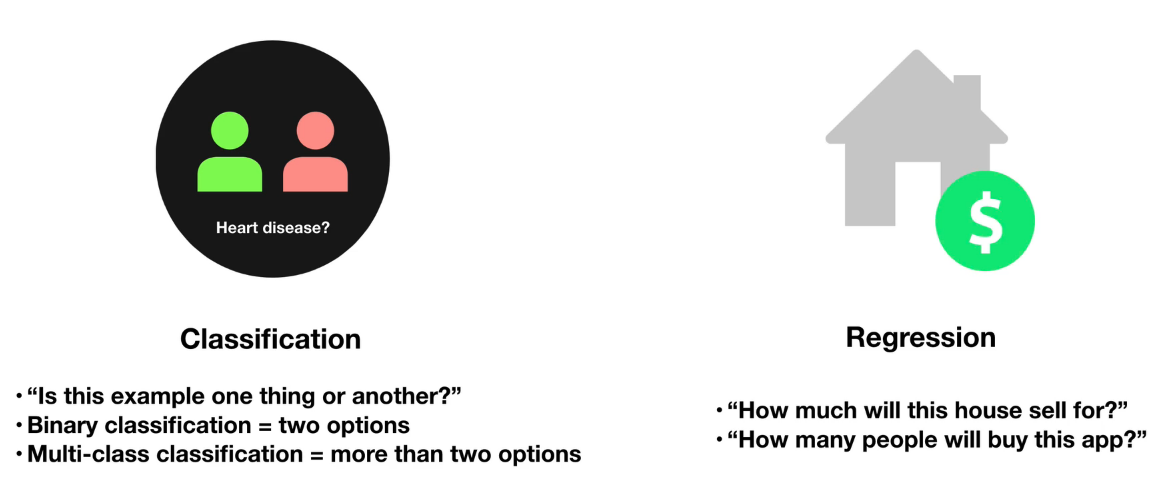 Heart disease?
$
Classification
• “Is this example one thing or another?”
• Binary classification = two options
• Multi-class classification = more than two options
Regression
• “How much will this house sell for?”
• “How many people will buy this app?”